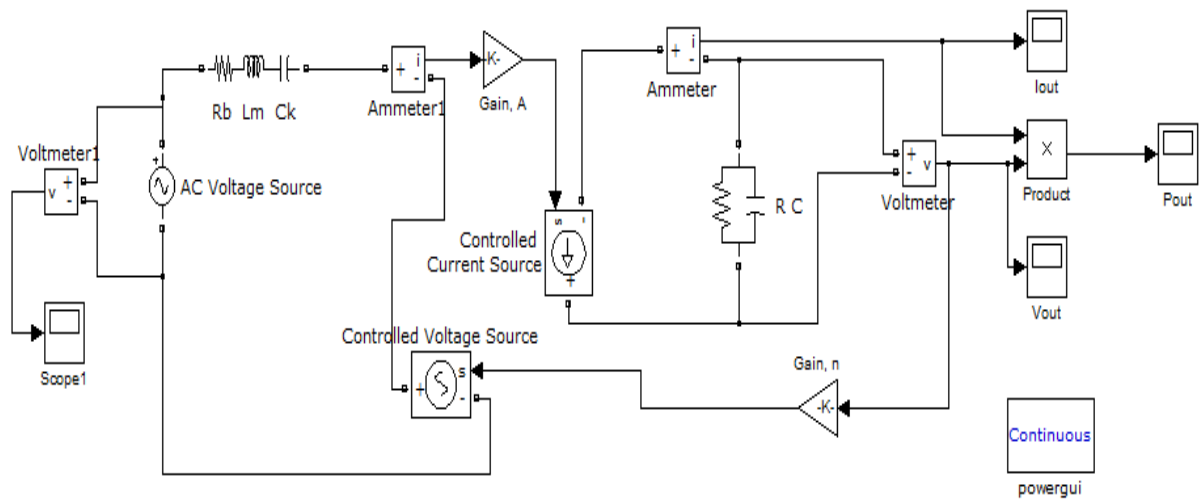 Rb Lm Ck
+
i
-
Ammeter1
K-
Gain, A
+
i
-
Ammeter
Iout
Voltmeter1
v
+
-
+
AC Voltage Source
R C
+
-
v
Voltmeter
X
Product
Pout
Controlled
Current Source
s
-
+
Vout
Scope1
Controlled Voltage Source
+
s
-
Gain, n
-K-
Continuous
powergui